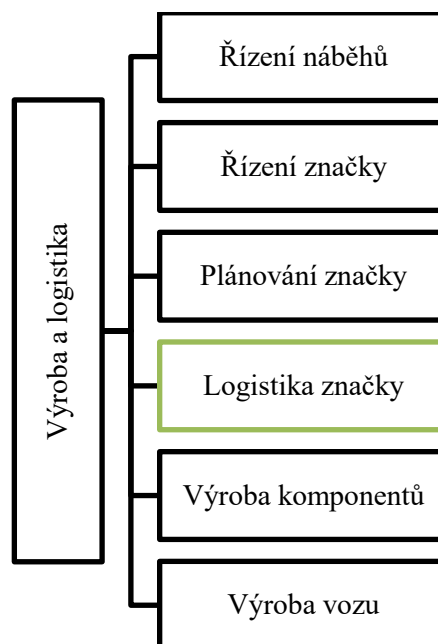 Výroba a logistika
Řízení náběhů
Řízení značky
Plánování značky
Logistika značky
Výroba komponentů
Výroba vozu